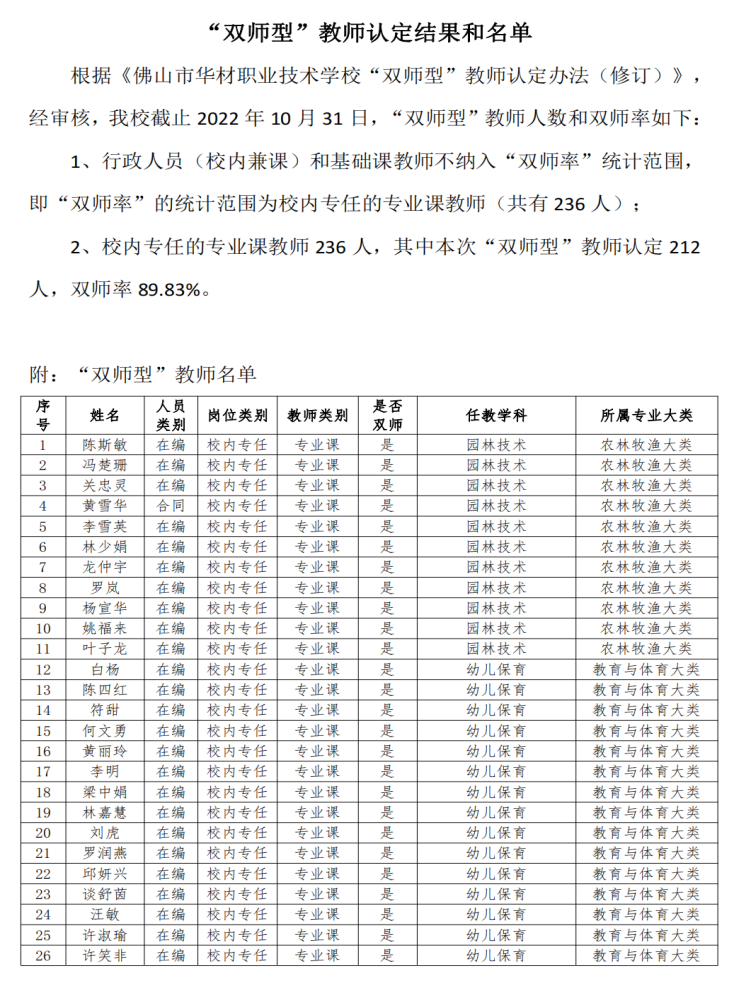 “双师型”教师认定结果和名单
根据《佛山市华材职业技术学校“双师型”教师认定办法（修订）》，
经审核，我校截止 2022 年 10 月 31 日，“双师型”教师人数和双师率如下：
1、行政人员（校内兼课）和基础课教师不纳入“双师率”统计范围，
即“双师率”的统计范围为校内专任的专业课教师（共有 236 人）；
2、校内专任的专业课教师 236 人，其中本次“双师型”教师认定 212
人，双师率 89.83%。
附：“双师型”教师名单
序号 姓名 人员类别 岗位类别 教师类别 是否双师 任教学科 所属专业大类
1 陈斯敏 在编 校内专任 专业课 是 园林技术 农林牧渔大类
2 冯楚珊 在编 校内专任 专业课 是 园林技术 农林牧渔大类
3 关忠灵 在编 校内专任 专业课 是 园林技术 农林牧渔大类
4 黄雪华 合同 校内专任 专业课 是 园林技术 农林牧渔大类
5 李雪英 在编 校内专任 专业课 是 园林技术 农林牧渔大类
6 林少娟 在编 校内专任 专业课 是 园林技术 农林牧渔大类
7 龙仲宇 在编 校内专任 专业课 是 园林技术 农林牧渔大类
8 罗岚 在编 校内专任 专业课 是 园林技术 农林牧渔大类
9 杨宣华 在编 校内专任 专业课 是 园林技术 农林牧渔大类
10 姚福来 在编 校内专任 专业课 是 园林技术 农林牧渔大类
11 叶子龙 在编 校内专任 专业课 是 园林技术 农林牧渔大类
12 白杨 在编 校内专任 专业课 是 幼儿保育 教育与体育大类
13 陈四红 在编 校内专任 专业课 是 幼儿保育 教育与体育大类
14 符甜 在编 校内专任 专业课 是 幼儿保育 教育与体育大类
15 何文勇 在编 校内专任 专业课 是 幼儿保育 教育与体育大类
16 黄丽玲 在编 校内专任 专业课 是 幼儿保育 教育与体育大类
17 李明 在编 校内专任 专业课 是 幼儿保育 教育与体育大类
18 梁中娟 在编 校内专任 专业课 是 幼儿保育 教育与体育大类
19 林嘉慧 在编 校内专任 专业课 是 幼儿保育 教育与体育大类
20 刘虎 在编 校内专任 专业课 是 幼儿保育 教育与体育大类
21 罗润燕 在编 校内专任 专业课 是 幼儿保育 教育与体育大类
22 邱妍兴 在编 校内专任 专业课 是 幼儿保育 教育与体育大类
23 谈舒茵 在编 校内专任 专业课 是 幼儿保育 教育与体育大类
24 汪敏 在编 校内专任 专业课 是 幼儿保育 教育与体育大类
25 许淑瑜 在编 校内专任 专业课 是 幼儿保育 教育与体育大类
26 许笑非 在编 校内专任 专业课 是 幼儿保育 教育与体育大类